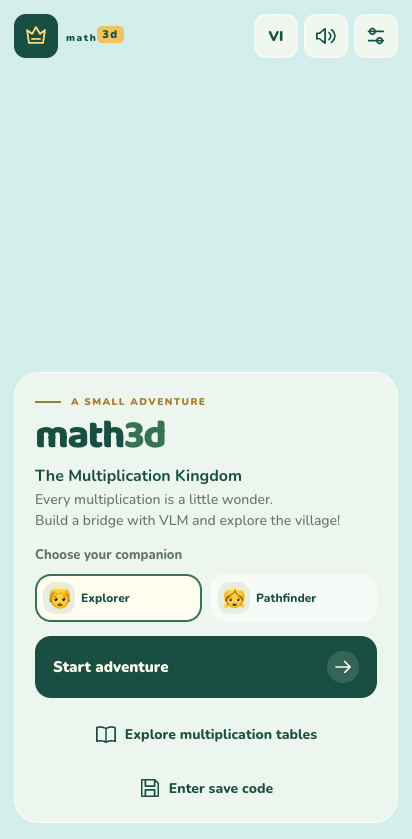 math3d
VI
A SMALL ADVENTURE
math3d
The Multiplication Kingdom
Every multiplication is a little wonder.
Build a bridge with VLM and explore the village!
Choose your companion
Explorer
Pathfinder
Start adventure
Explore multiplication tables
Enter save code